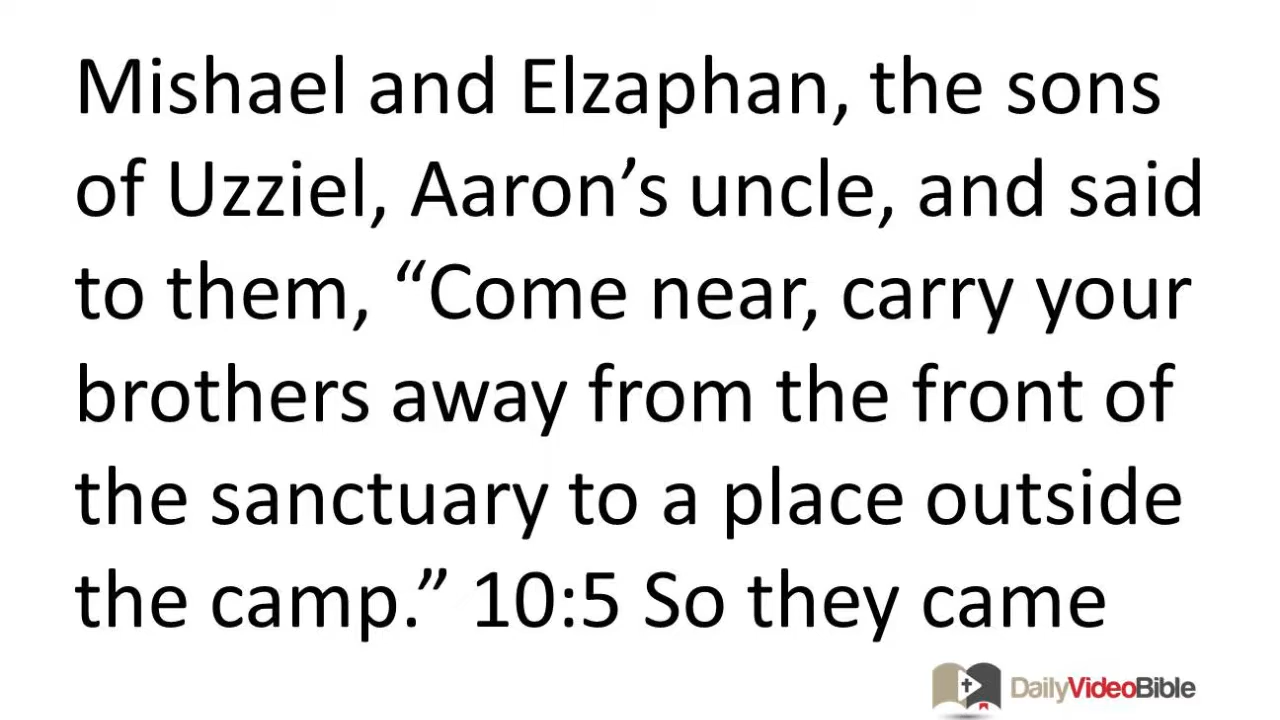 Mishael and Elzaphan, the sons
of Uzziel, Aaron’s uncle, and said
to them, “Come near, carry your
brothers away from the front of
the sanctuary to a place outside
the camp.” 10:5 So they came
DailyVideoBible